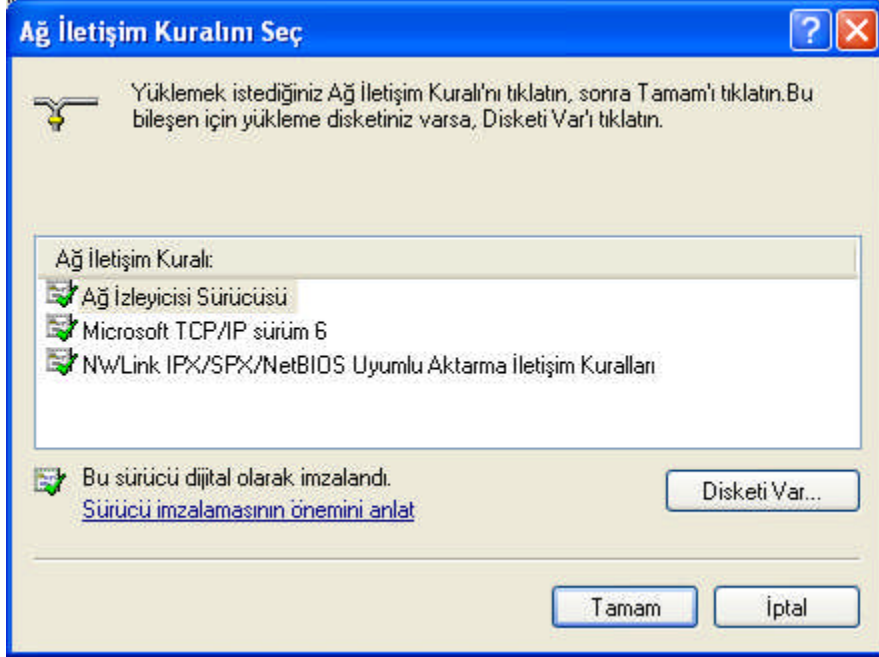 Ağ İletişim Kuralını Seç
Yüklemek istediğiniz Ağ İletişim Kuralı'nı tıklatın, sonra Tamam'ı tıklatın.Bu
bileşen için yükleme disketiniz varsa, Disketi Var'ı tıklatın.
Ağ İletişim Kuralı:
Ağ İzleyicisi Sürücüsü
Microsoft TCP/IP sürüm 6
NWLink IPX/SPX/NetBIOS Uyumlu Aktarma İletişim Kuralları
Bu sürücü dijital olarak imzalandı.
Disketi Var...
Sürücü imzalamasının önemini anlat
Tamam
İptal